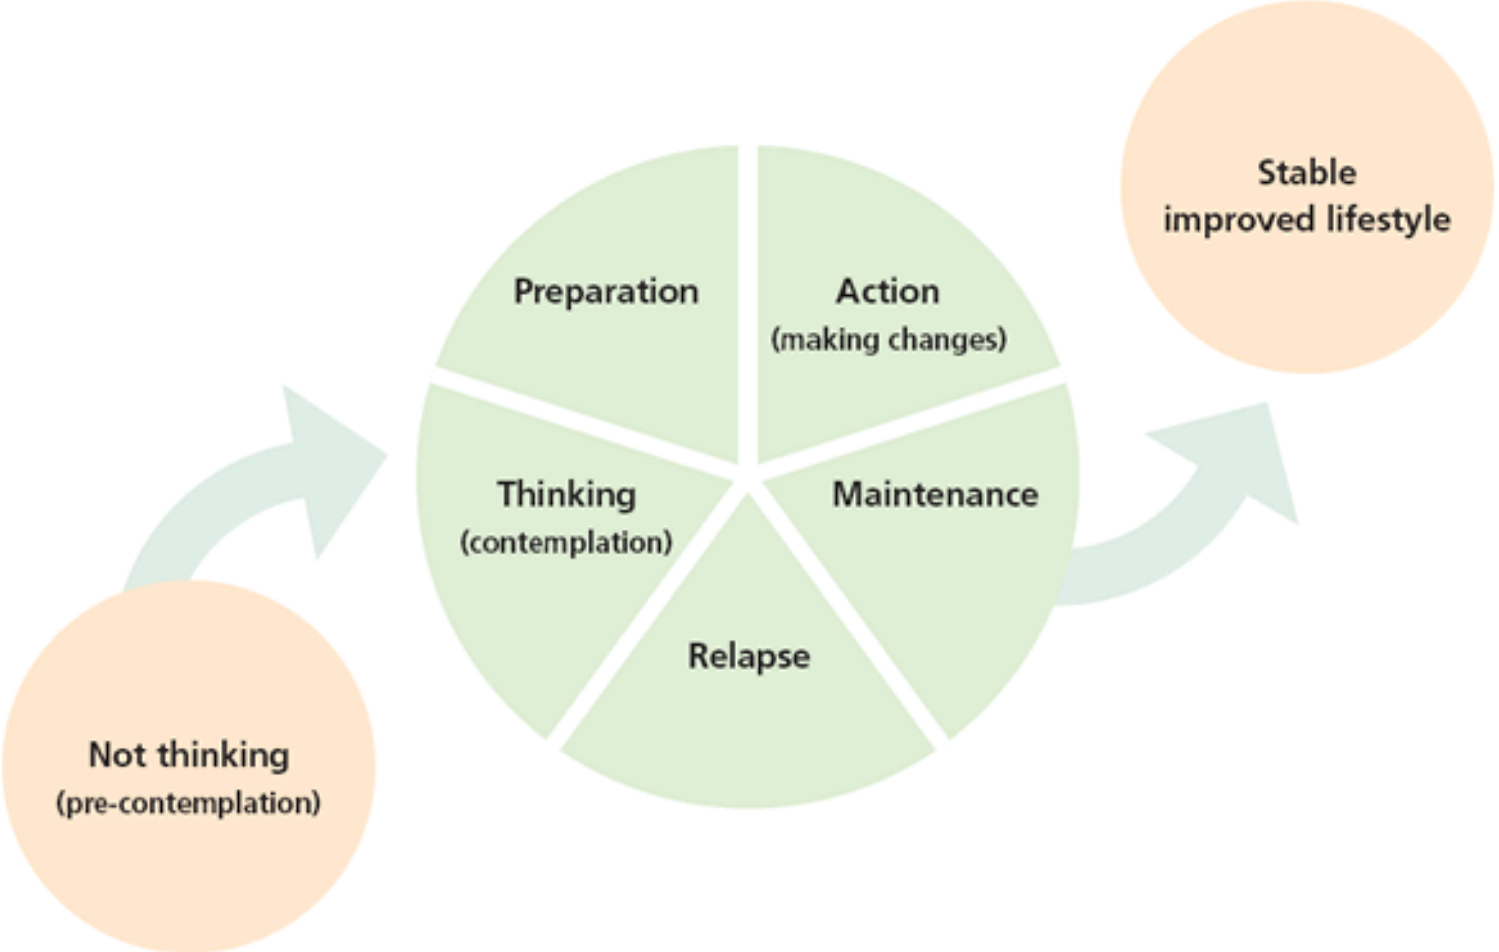 Stable
improved lifestyle
Preparation
Action
(making changes)
Thinking
(contemplation)
Maintenance
Relapse
Not thinking
(pre-contemplation)